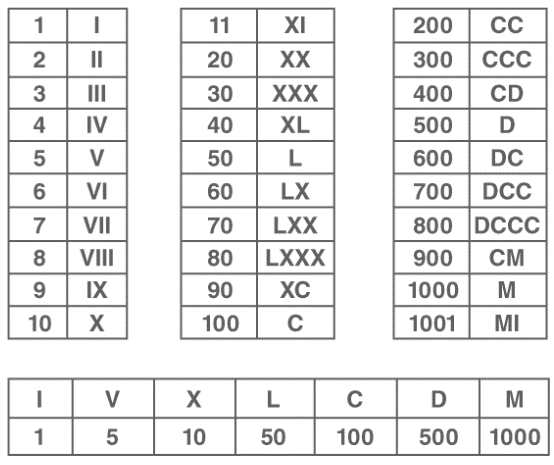 1 I 11 XI 200 CC
2 II 20 XX 300 CCC
3 III 30 XXX 400 CD
4 IV 40 XL 500 D
5 V 50 L 600 DC
6 VI 60 LX 700 DCC
7 VII 70 LXX 800 DCCC
8 VIII 80 LXXX 900 CM
9 IX 90 XC 1000 M
10 X 100 C 1001 MI
I V X L C D M
1 5 10 50 100 500 1000